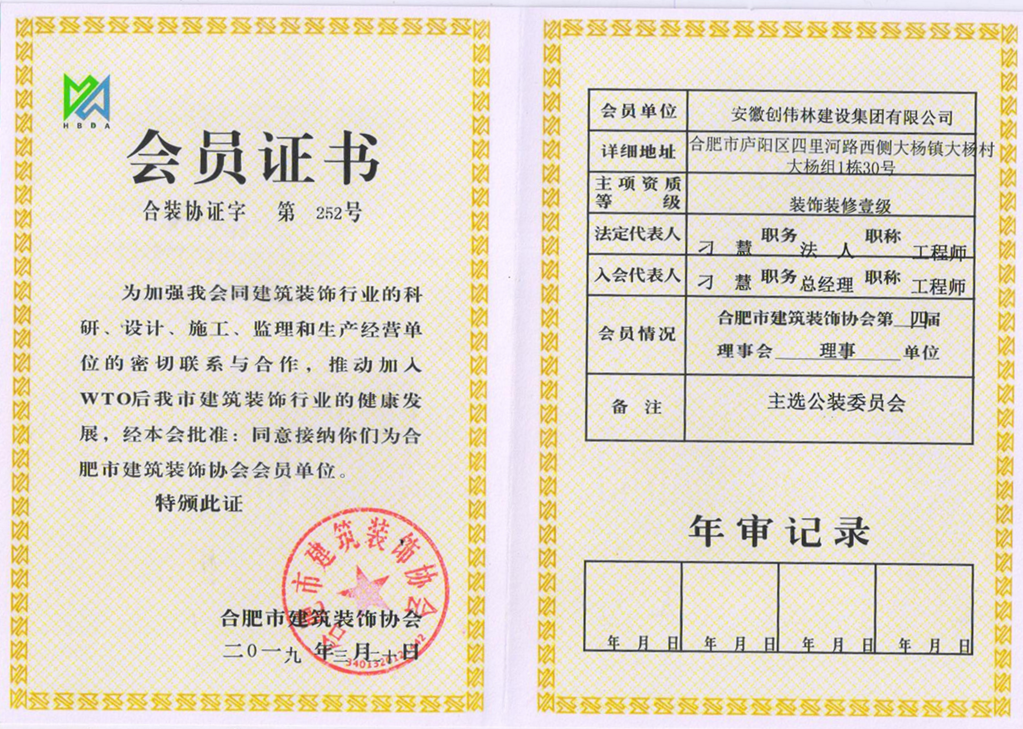 HBDA
会员证书
合装协证字 第 252号
为加强我会同建筑装饰行业的科
研、设计、施工、监理和生产经营单
位的密切联系与合作，推动加入
WTO后我市建筑装饰行业的健康发
展，经本会批准：同意接纳你们为合
肥市建筑装饰协会会员单位。
特颁此证
合肥市建筑装饰协会
合肥市建筑装饰协会
二0一九 年三月二十日
会员单位 安徽创伟林建设集团有限公司
详细地址 合肥市庐阳区四里河路西侧大杨镇大杨村
大杨组1栋30号
主项资质
等级 装饰装修壹级
法定代表人 刁慧 职务 法人 职称 工程师
入会代表人 刁慧 职务 总经理 职称 工程师
会员情况 合肥市建筑装饰协会第 四届
理事会 理事 单位
备注 主选公装委员会
年审记录
年 月 日 年 月 日 年 月 日 年 月 日